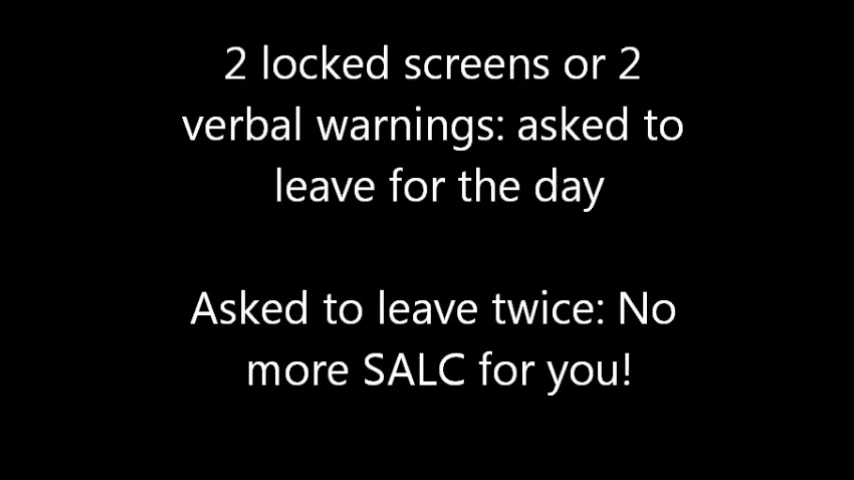 2 locked screens or 2
verbal warnings: asked to
leave for the day
Asked to leave twice: No
more SALC for you!